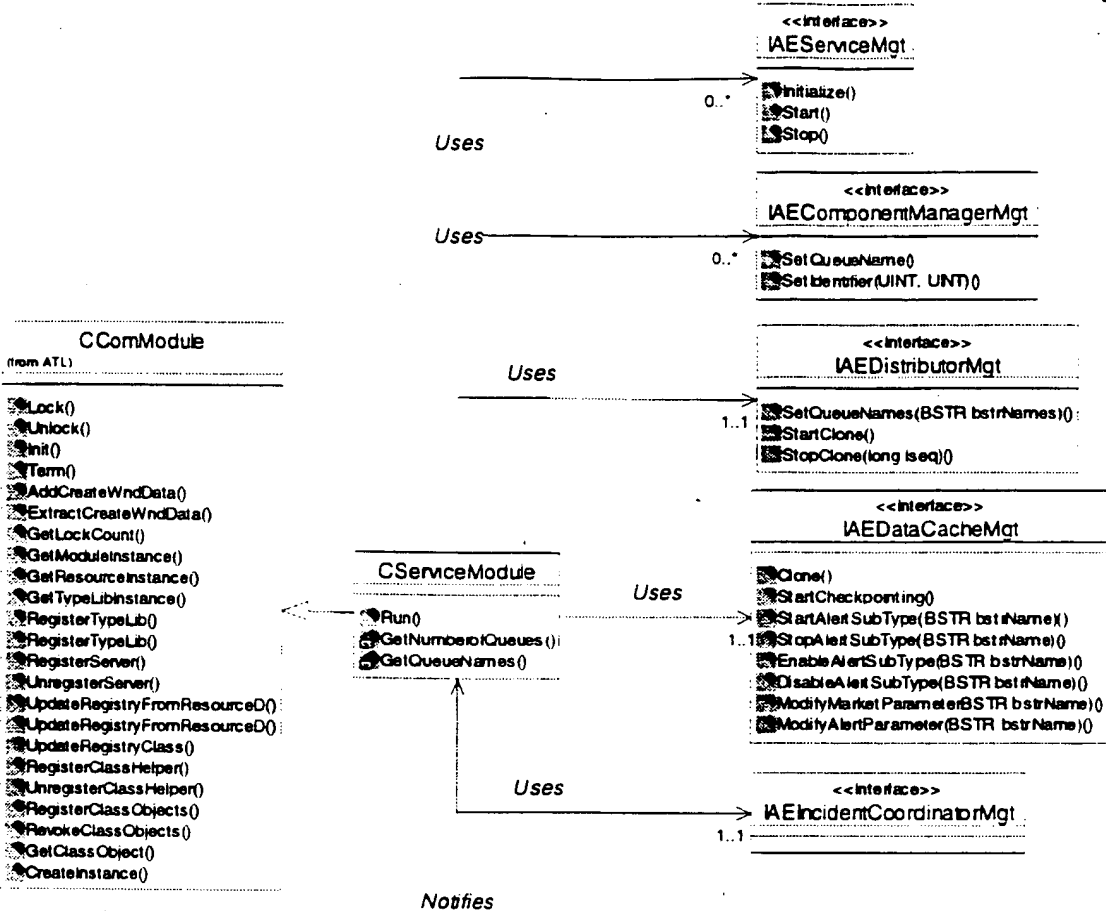 <<interface>>
IAEServiceMgt
Initialize()
Start()
Stop()
0..*
Uses
<<interface>>
IAEComponentManagerMgt
SetQueueName()
SetIdentifier(UINT, UINT)()
Uses
0..*
<<interface>>
IAEDistributorMgt
SetQueueNames(BSTR bstrNames)()
StartClone()
StopClone(long lseq)()
Uses
1..1
CComModule
(from ATL)
Lock()
Unlock()
Init()
Term()
AddCreateWndData()
ExtractCreateWndData()
GetLockCount()
GetModuleInstance()
GetResourceInstance()
GetTypeLibInstance()
RegisterTypeLib()
RegisterTypeLib()
RegisterServer()
UnregisterServer()
UpdateRegistryFromResourceD()
UpdateRegistryFromResourceD()
UpdateRegistryClass()
RegisterClassHelper()
UnregisterClassHelper()
RegisterClassObjects()
RevokeClassObjects()
GetClassObject()
CreateInstance()
CServiceModule
Run()
GetNumberofQueues()
GetQueueNames()
Uses
1..1
<<interface>>
IAEDataCacheMgt
Clone()
StartCheckpointing()
StartAlertSubType(BSTR bstrName)()
StopAlertSubType(BSTR bstrName)()
EnableAlertSubType(BSTR bstrName)()
DisableAlertSubType(BSTR bstrName)()
ModifyMarketParameterBSTR bstrName)()
ModifyAlertParameter(BSTR bstrName)()
Uses
1..1
<<interface>>
IAEIncidentCoordinatorMgt
Notifies